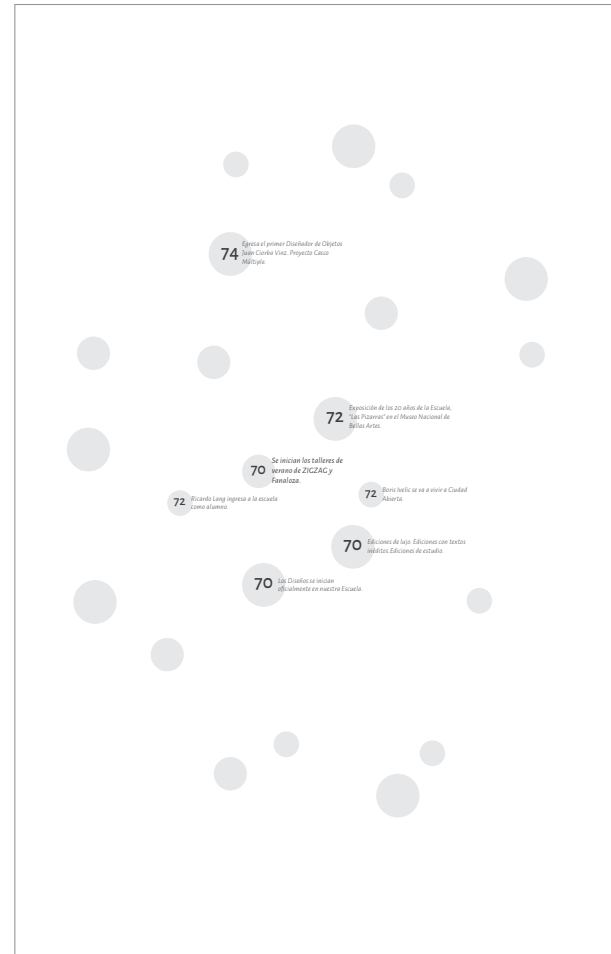 74 Egresa el primer Diseñador de Objetos
Juan Cierba Vinz. Proyecto Casco
Múltiple.
72 Exposición de los 20 años de la Escuela,
"Las Pizarras" en el Museo Nacional de
Bellas Artes.
70 Se inician los talleres de
verano de ZIGZAG y
Fanaloza.
72 Ricardo Lang ingresa a la escuela
como alumno.
72 Boris Ivelic se va a vivir a Ciudad
Abierta.
70 Ediciones de lujo. Ediciones con textos
inéditos.Ediciones de estudio.
70 Los Diseños se inician
oficialmente en nuestra Escuela.